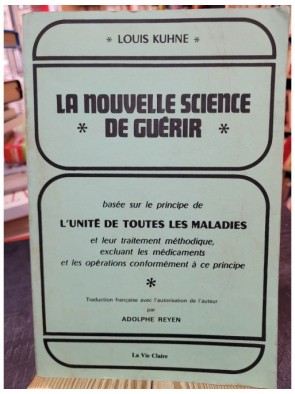 * LOUIS KUHNE *
LA NOUVELLE SCIENCE
* DE GUÉRIR *
basée sur le principe de
L'UNITÉ DE TOUTES LES MALADIES
et leur traitement méthodique,
excluant les médicaments
et les opérations conformément à ce principe
*
Traduction française avec l'autorisation de l'auteur
par
ADOLPHE REYEN
La Vie Claire